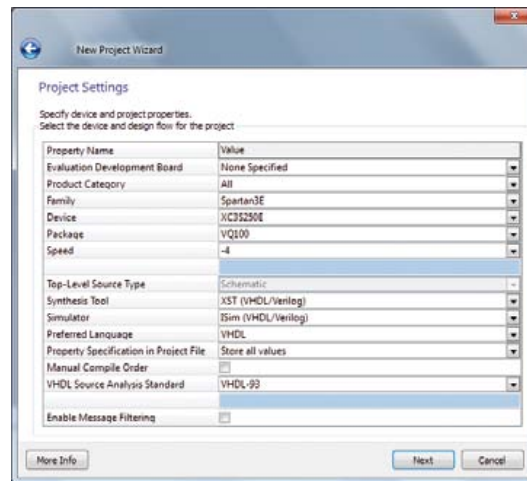 New Project Wizard
Project Settings
Specify device and project properties.
Select the device and design flow for the project
Property Name Value
Evaluation Development Board None Specified
Product Category All
Family Spartan3E
Device XC3S250E
Package VQ100
Speed -4
Top-Level Source Type Schematic
Synthesis Tool XST (VHDL/Verilog)
Simulator ISim (VHDL/Verilog)
Preferred Language VHDL
Property Specification in Project File Store all values
Manual Compile Order
VHDL Source Analysis Standard VHDL-93
Enable Message Filtering
More Info Next Cancel